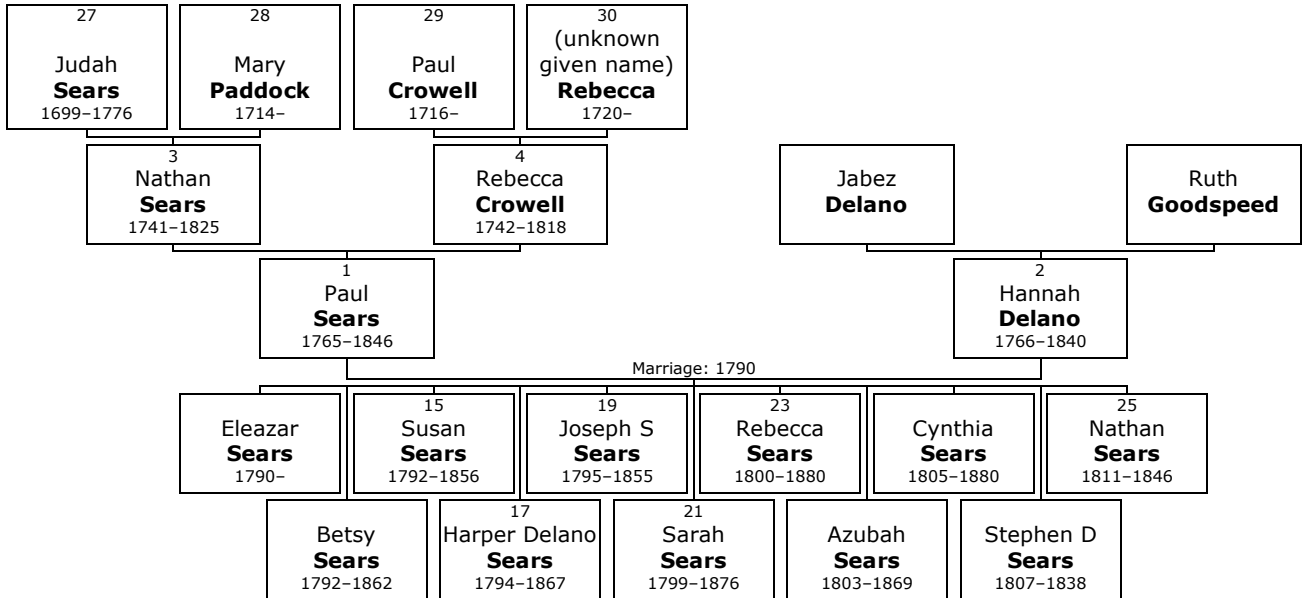 27
Judah
Sears
1699–1776
28
Mary
Paddock
1714–
29
Paul
Crowell
1716–
30
(unknown
given name)
Rebecca
1720–
3
Nathan
Sears
1741–1825
4
Rebecca
Crowell
1742–1818
Jabez
Delano
Ruth
Goodspeed
1
Paul
Sears
1765–1846
2
Hannah
Delano
1766–1840
Marriage: 1790
Eleazar
Sears
1790–
15
Susan
Sears
1792–1856
19
Joseph S
Sears
1795–1855
23
Rebecca
Sears
1800–1880
Cynthia
Sears
1805–1880
25
Nathan
Sears
1811–1846
Betsy
Sears
1792–1862
17
Harper Delano
Sears
1794–1867
21
Sarah
Sears
1799–1876
Azubah
Sears
1803–1869
Stephen D
Sears
1807–1838